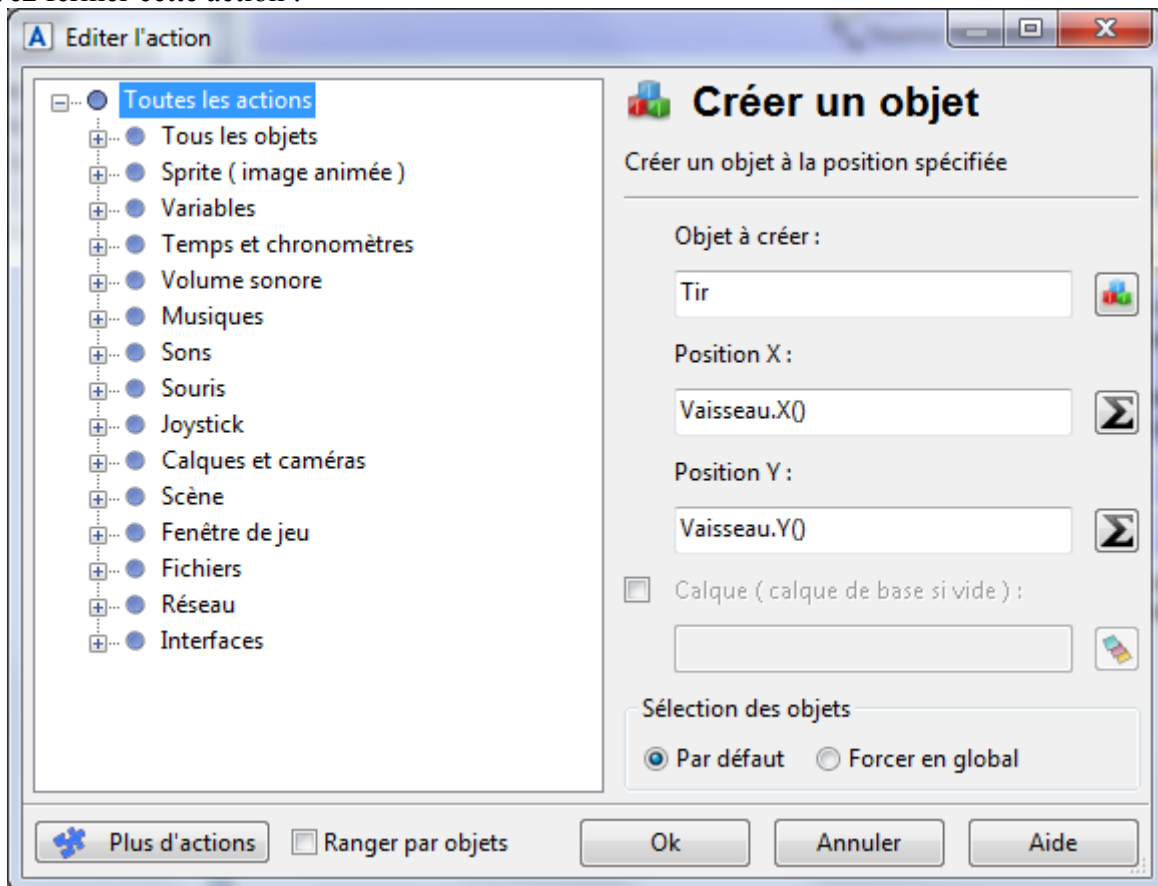 Editer l'action
Toutes les actions
Tous les objets
Sprite ( image animée )
Variables
Temps et chronomètres
Volume sonore
Musiques
Sons
Souris
Joystick
Calques et caméras
Scène
Fenêtre de jeu
Fichiers
Réseau
Interfaces
Créer un objet
Créer un objet à la position spécifiée
Objet à créer :
Tir
Position X :
Vaisseau.X()
Position Y :
Vaisseau.Y()
Calque ( calque de base si vide ) :
Sélection des objets
Par défaut
Forcer en global
Plus d'actions
Ranger par objets
Ok
Annuler
Aide